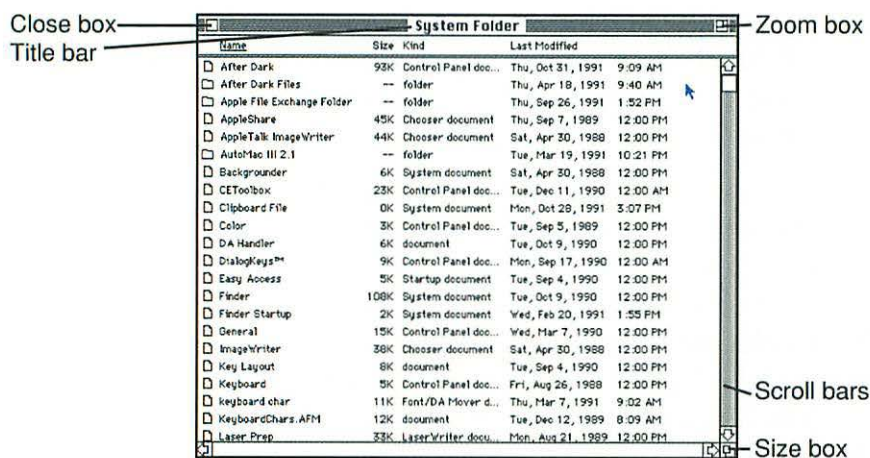 Close box
System Folder
Zoom box
Title bar
Name Size Kind Last Modified
After Dark 93K Control Panel doc... Thu, Oct 31, 1991 9:09 AM
After Dark Files -- folder Thu, Apr 18, 1991 9:40 AM
Apple File Exchange Folder -- folder Thu, Sep 26, 1991 1:52 PM
AppleShare 45K Chooser document Thu, Sep 7, 1989 12:00 PM
AppleTalk ImageWriter 44K Chooser document Sat, Apr 30, 1988 12:00 PM
AutoMac III 2.1 -- folder Tue, Mar 19, 1991 10:21 PM
Backgrounder 6K System document Sat, Apr 30, 1988 12:00 PM
CEToolbox 23K Control Panel doc... Tue, Dec 11, 1990 12:00 AM
Clipboard File 0K System document Mon, Oct 28, 1991 3:07 PM
Color 3K Control Panel doc... Tue, Sep 5, 1989 12:00 PM
DA Handler 6K document Tue, Oct 9, 1990 12:00 PM
DialogKeys™ 9K Control Panel doc... Mon, Sep 17, 1990 12:00 AM
Easy Access 5K Startup document Tue, Sep 4, 1990 12:00 PM
Finder 108K System document Tue, Oct 9, 1990 12:00 PM
Finder Startup 2K System document Wed, Feb 20, 1991 1:55 PM
General 15K Control Panel doc... Wed, Mar 7, 1990 12:00 PM
ImageWriter 38K Chooser document Sat, Apr 30, 1988 12:00 PM
Key Layout 8K document Tue, Sep 4, 1990 12:00 PM
Keyboard 5K Control Panel doc... Fri, Aug 26, 1988 12:00 PM
keyboard char 11K Font/DA Mover d... Thu, Mar 7, 1991 9:02 AM
Scroll bars
KeyboardChars.AFM 12K document Tue, Dec 12, 1989 8:09 AM
Laser Prep 33K LaserWriter docu... Mon, Aug 21, 1989 12:00 PM
Size box